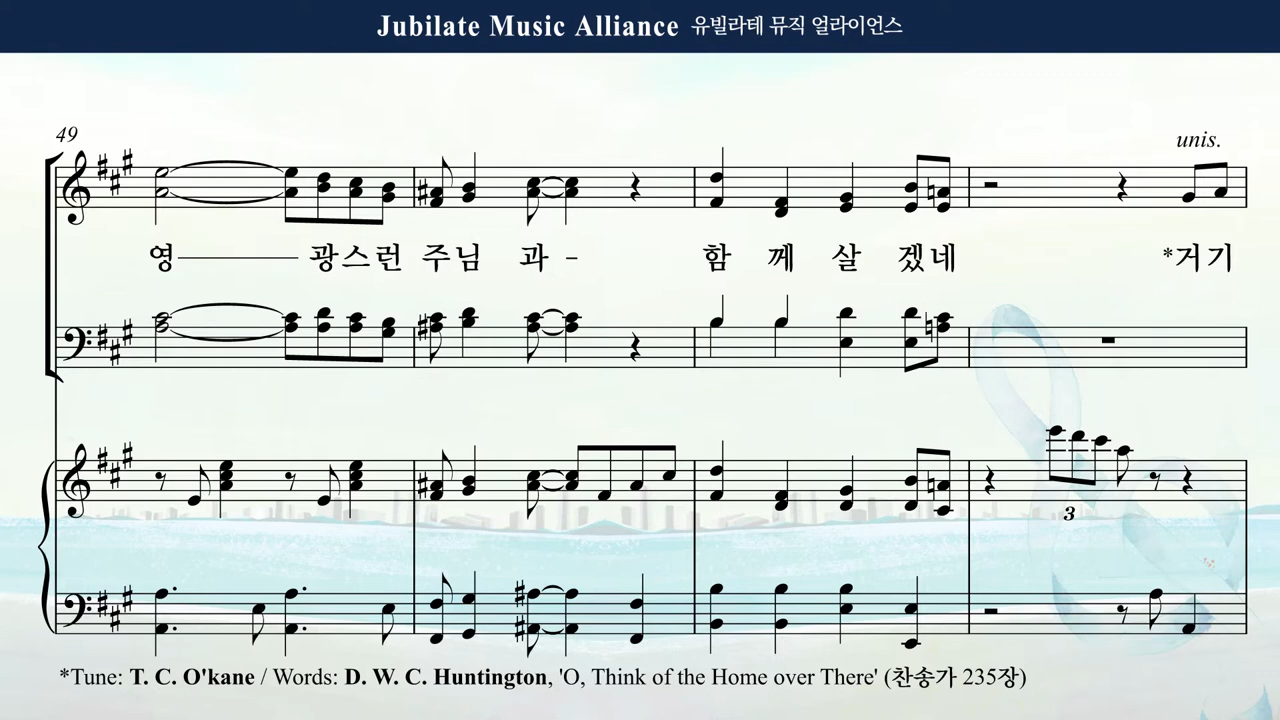 Jubilate Music Alliance 유빌라테 뮤직 얼라이언스
49
unis.
영 광스런 주님 과 - 함 께 살 겠네 *거기
3
*Tune: T. C. O'kane / Words: D. W. C. Huntington, 'O, Think of the Home over There' (찬송가 235장)